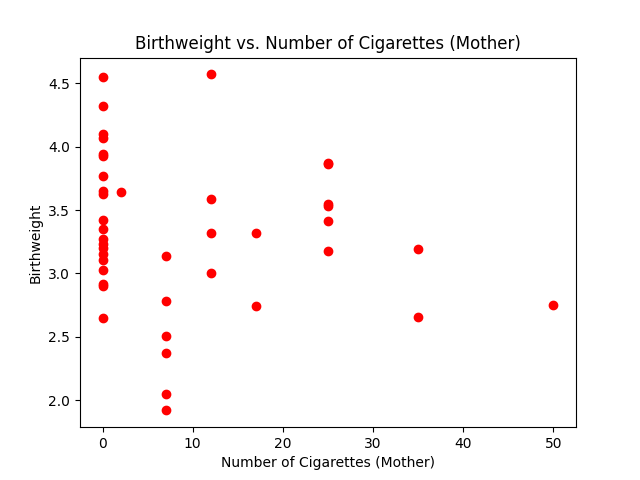 Birthweight vs. Number of Cigarettes (Mother)
4.5
4.0
3.5
3.0
2.5
2.0
Birthweight
0 10 20 30 40 50
Number of Cigarettes (Mother)